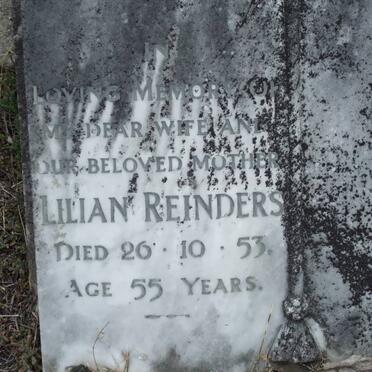 IN
LOVING MEMORY OF
MY DEAR WIFE AND
OUR BELOVED MOTHER
LILIAN REINDERS
DIED 26 · 10 · 53.
AGE 55 YEARS.